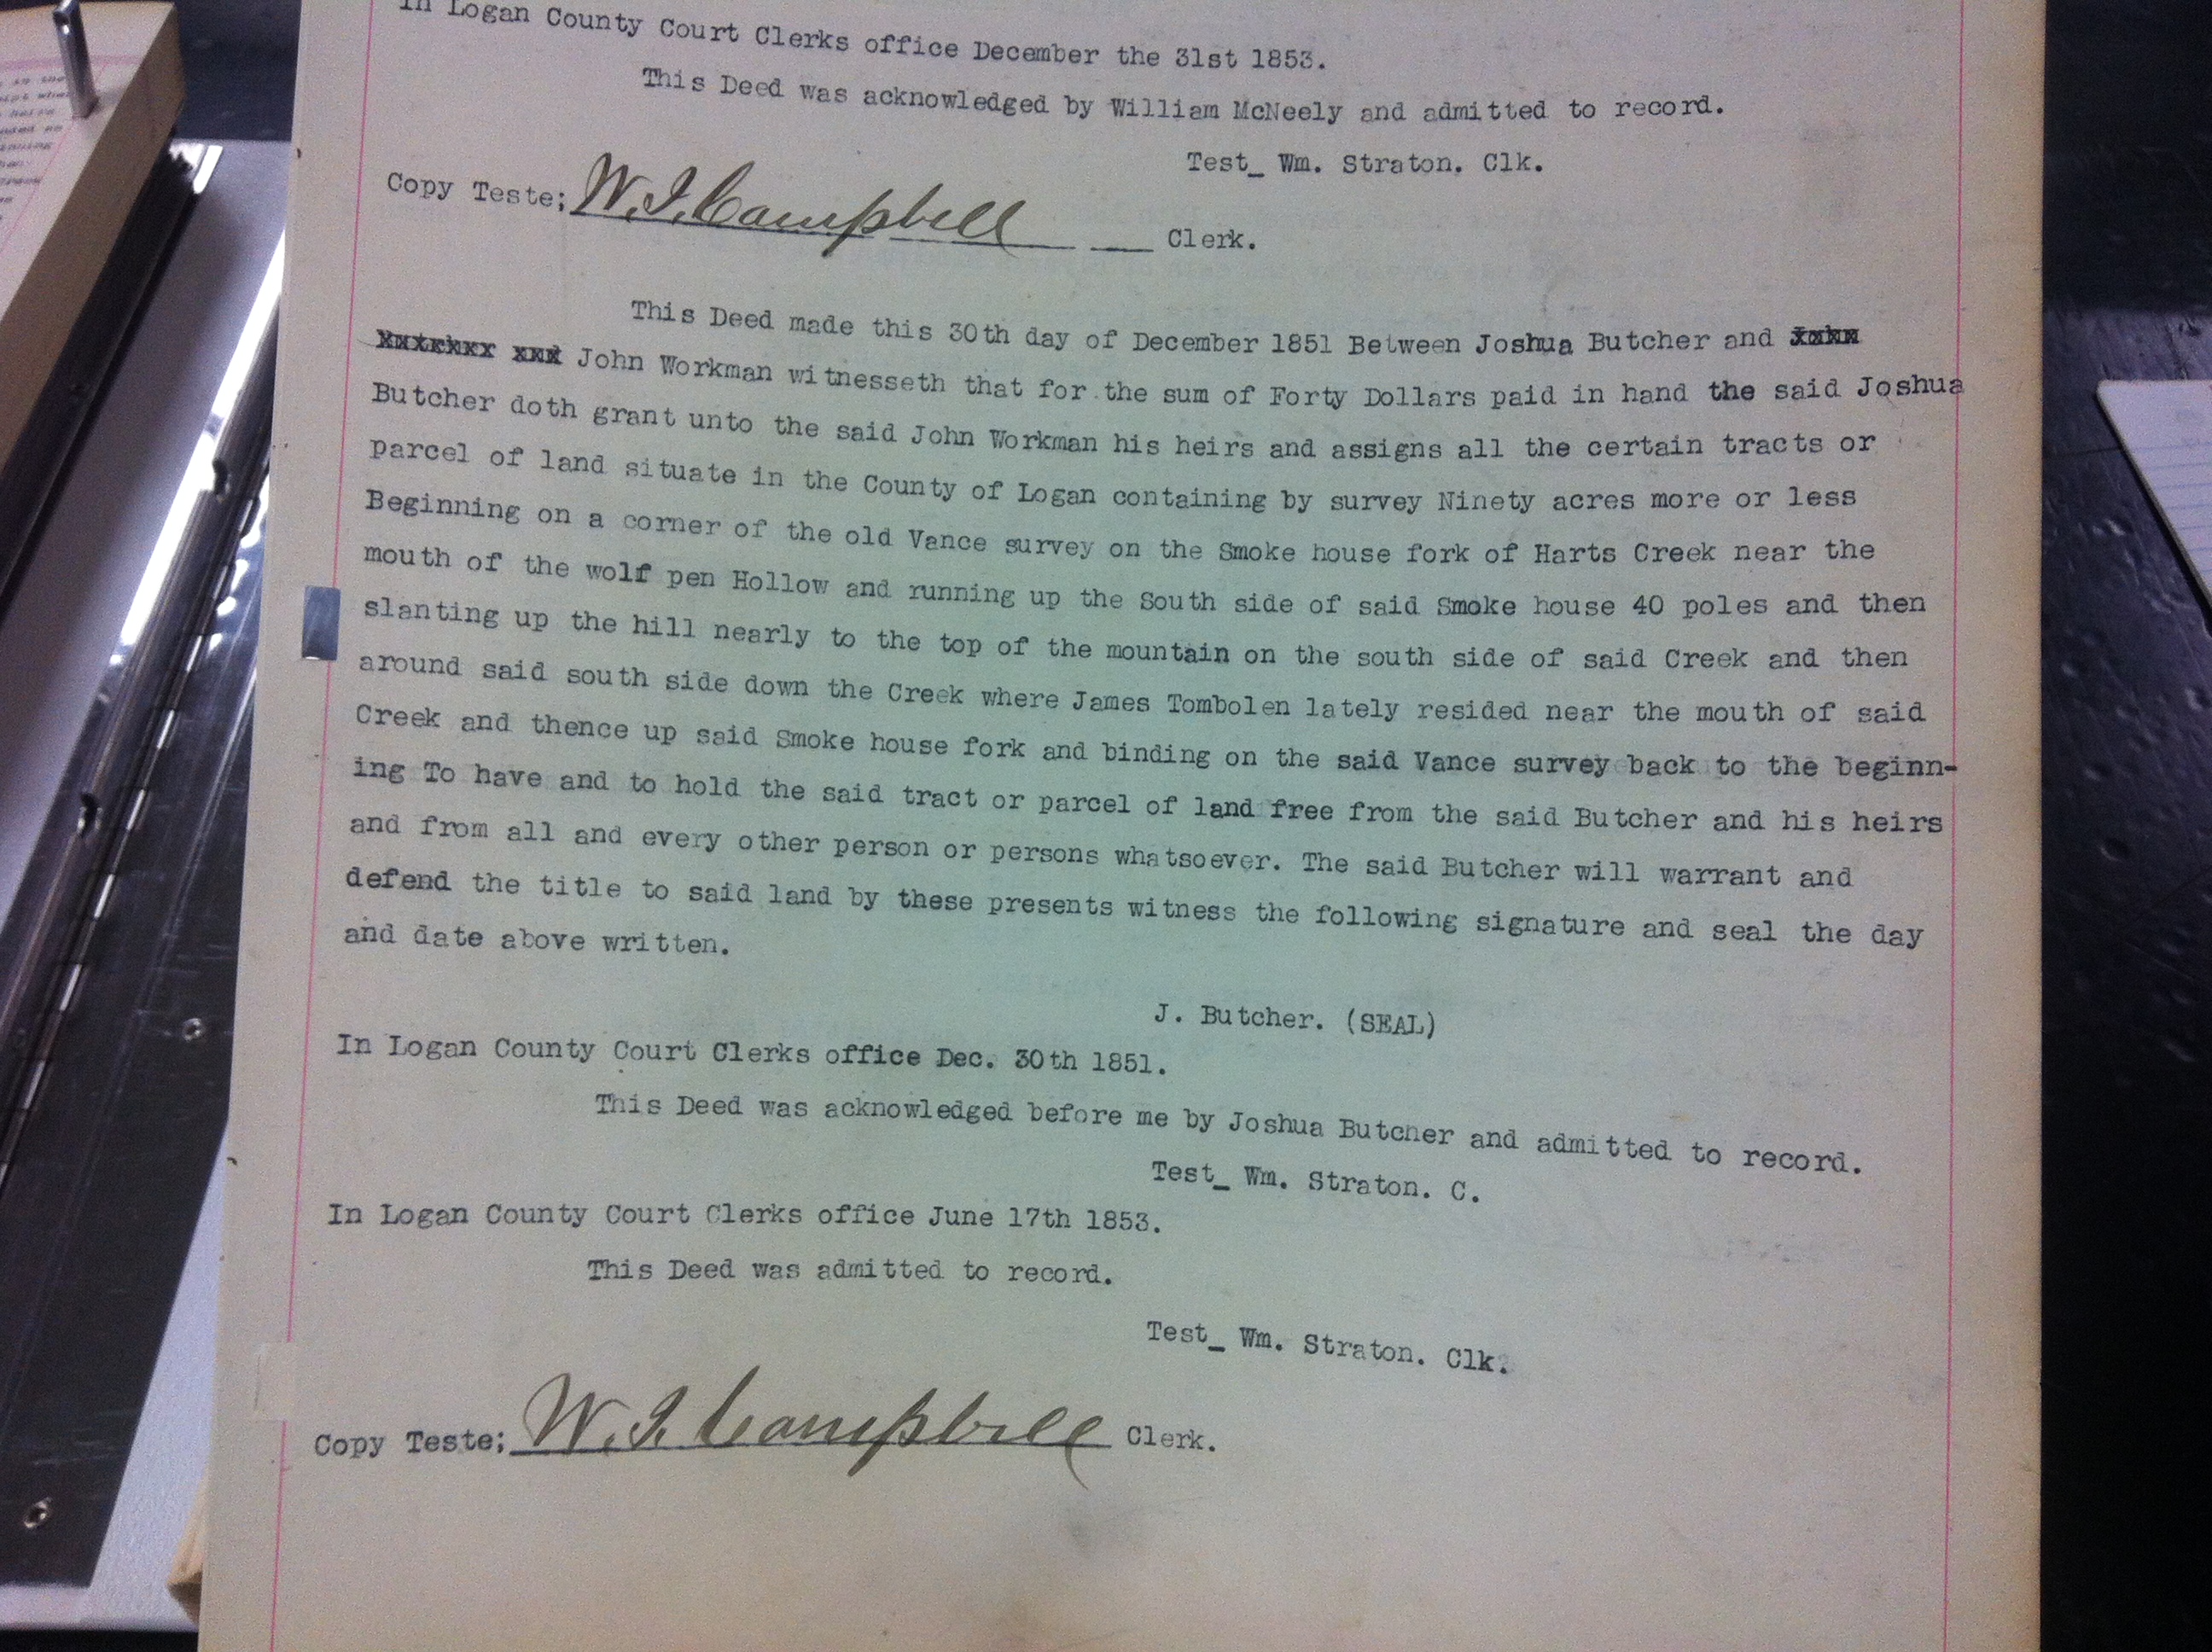 In Logan County Court Clerks office December the 31st 1853.
This Deed was acknowledged by William McNeely and admitted to record.
Test_ Wm. Straton. Clk.
Copy Teste; W.I. Campbell Clerk.
This Deed made this 30th day of December 1851 Between Joshua Butcher and
John Workman witnesseth that for the sum of Forty Dollars paid in hand the said Joshua
Butcher doth grant unto the said John Workman his heirs and assigns all the certain tracts or
parcel of land situate in the County of Logan containing by survey Ninety acres more or less
Beginning on a corner of the old Vance survey on the Smoke house fork of Harts Creek near the
mouth of the wolf pen Hollow and running up the South side of said Smoke house 40 poles and then
slanting up the hill nearly to the top of the mountain on the south side of said Creek and then
around said south side down the Creek where James Tombolen lately resided near the mouth of said
Creek and thence up said Smoke house fork and binding on the said Vance survey back to the beginn-
ing To have and to hold the said tract or parcel of land free from the said Butcher and his heirs
and from all and every other person or persons whatsoever. The said Butcher will warrant and
defend the title to said land by these presents witness the following signature and seal the day
and date above written.
J. Butcher. (SEAL)
In Logan County Court Clerks office Dec. 30th 1851.
This Deed was acknowledged before me by Joshua Butcher and admitted to record.
Test_ Wm. Straton. C.
In Logan County Court Clerks office June 17th 1853.
This Deed was admitted to record.
Test_ Wm. Straton. Clk.
Copy Teste; W.I. Campbell Clerk.